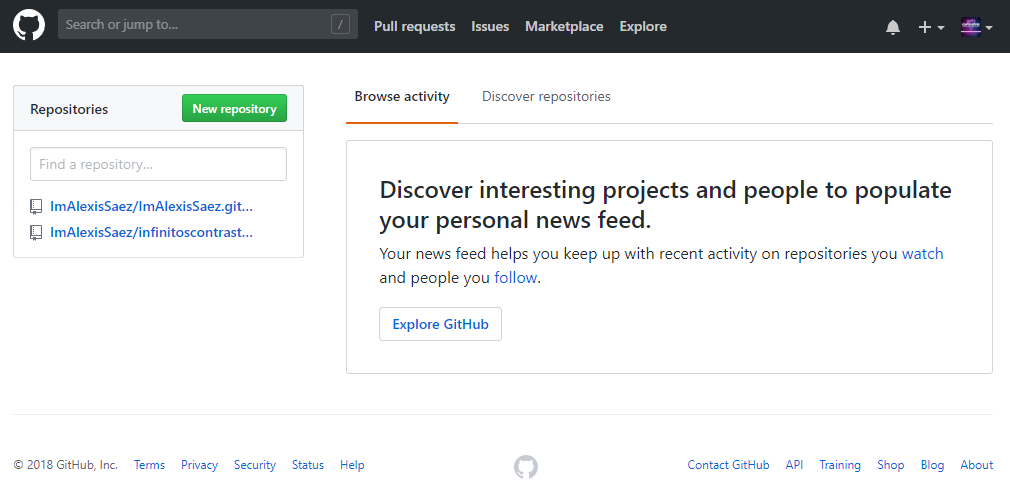 Search or jump to... /
Pull requests Issues Marketplace Explore
Repositories
New repository
Find a repository...
ImAlexisSaez/ImAlexisSaez.git...
ImAlexisSaez/infinitoscontrast...
Browse activity Discover repositories
Discover interesting projects and people to populate
your personal news feed.
Your news feed helps you keep up with recent activity on repositories you watch
and people you follow.
Explore GitHub
© 2018 GitHub, Inc. Terms Privacy Security Status Help
Contact GitHub API Training Shop Blog About